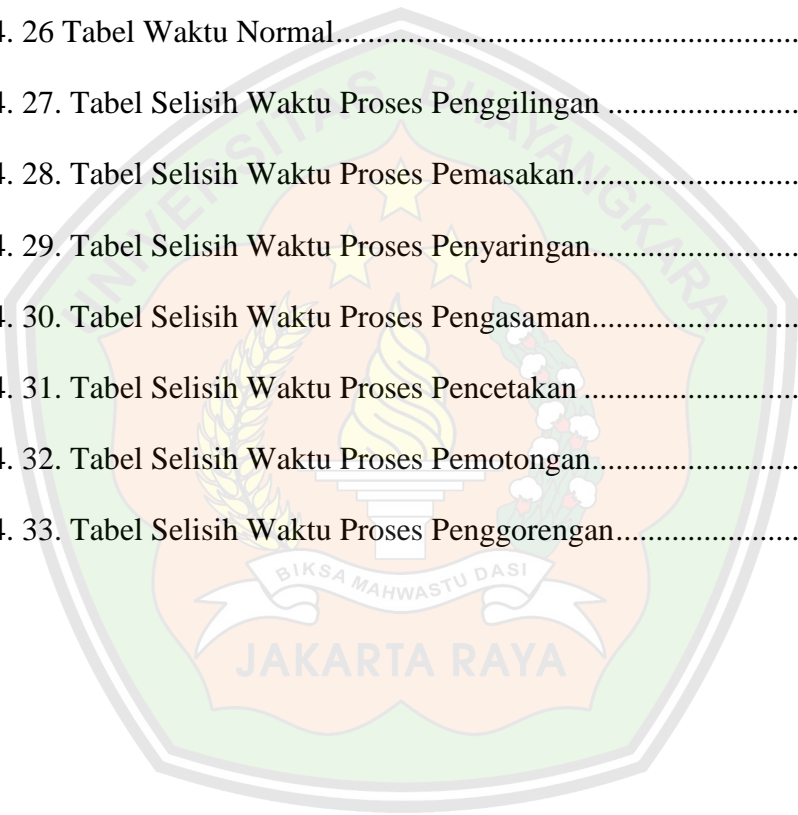 4. 26 Tabel Waktu Normal
4. 27. Tabel Selisih Waktu Proses Penggilingan
4. 28. Tabel Selisih Waktu Proses Pemasakan
4. 29. Tabel Selisih Waktu Proses Penyaringan
4. 30. Tabel Selisih Waktu Proses Pengasaman
4. 31. Tabel Selisih Waktu Proses Pencetakan
4. 32. Tabel Selisih Waktu Proses Pemotongan
4. 33. Tabel Selisih Waktu Proses Penggorengan
UNIVERSITAS BHAYANGKARA
BIKSA MAHWASTU DASI
JAKARTA RAYA